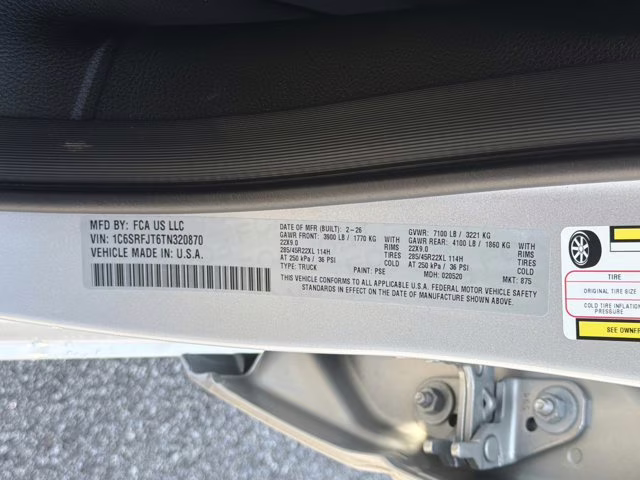 MFD BY: FCA US LLC
VIN: 1C6SRFJT6TN320870
VEHICLE MADE IN U.S.A.
DATE OF MFR (BUILT): 2-26 GVWR: 7100 LB / 3221 KG
GAWR FRONT: 3900 LB / 1770 KG WITH GAWR REAR: 4100 LB / 1860 KG WITH
22X9.0 RIMS 22X9.0 RIMS
285/45R22XL 114H TIRES 285/45R22XL 114H TIRES
AT 250 kPa / 36 PSI COLD AT 250 kPa / 36 PSI COLD
TYPE: TRUCK PAINT: PSE MDH: 020520 MKT: 875
THIS VEHICLE CONFORMS TO ALL APPLICABLE U.S.A. FEDERAL MOTOR VEHICLE SAFETY
STANDARDS IN EFFECT ON THE DATE OF MANUFACTURE SHOWN ABOVE.
TIRE
ORIGINAL TIRE SIZE
COLD TIRE INFLATION
PRESSURE
SEE OWNER